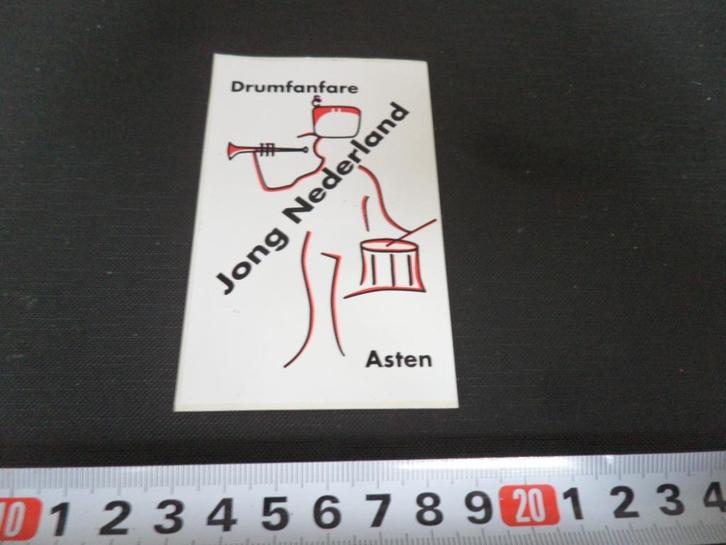 Drumfanfare
Jong Nederland
Asten
10 1 2 3 4 5 6 7 8 9 20 1 2 3 4